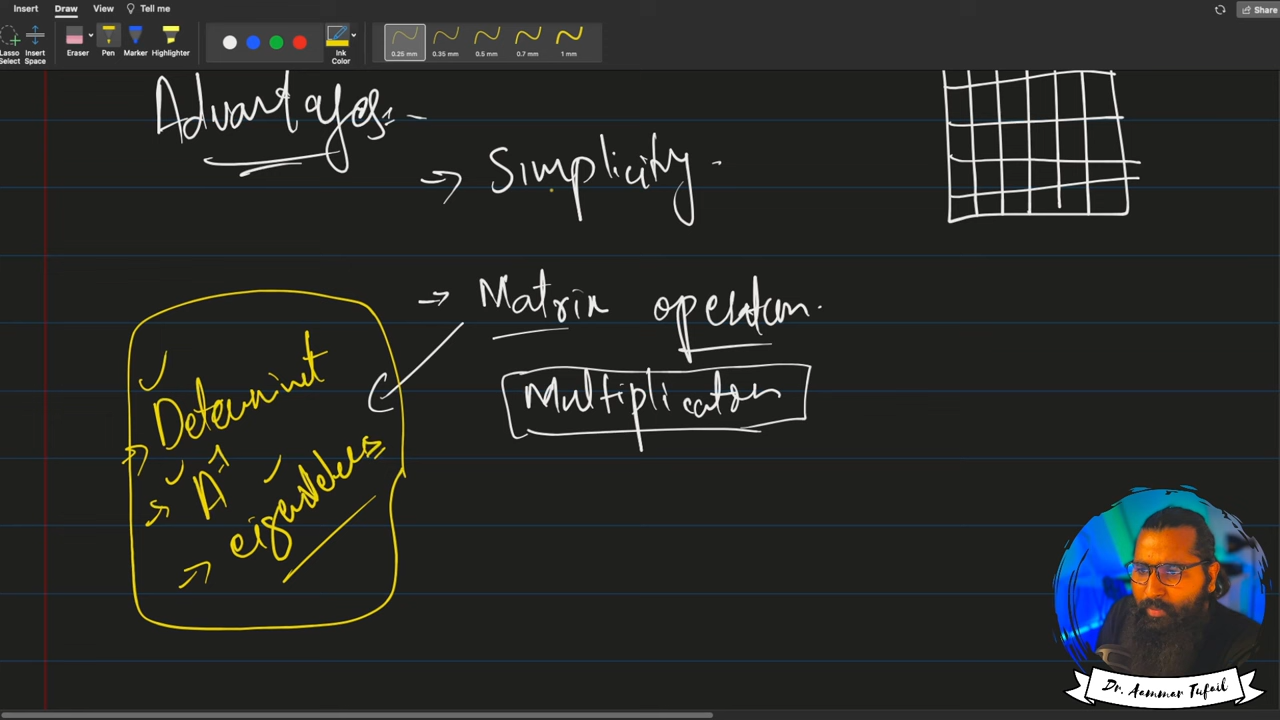 Insert Draw View Tell me
Share
Lasso Select
Insert Space
Eraser
Pen
Marker
Highlighter
Ink Color
0.25 mm
0.35 mm
0.5 mm
0.7 mm
1 mm
Advantages:-
→ Simplicity.
→ Matrix operation.
Multiplication
✓
→ Determinet
→ A⁻¹
→ eigenvalues
Dr. Aammar Tufail